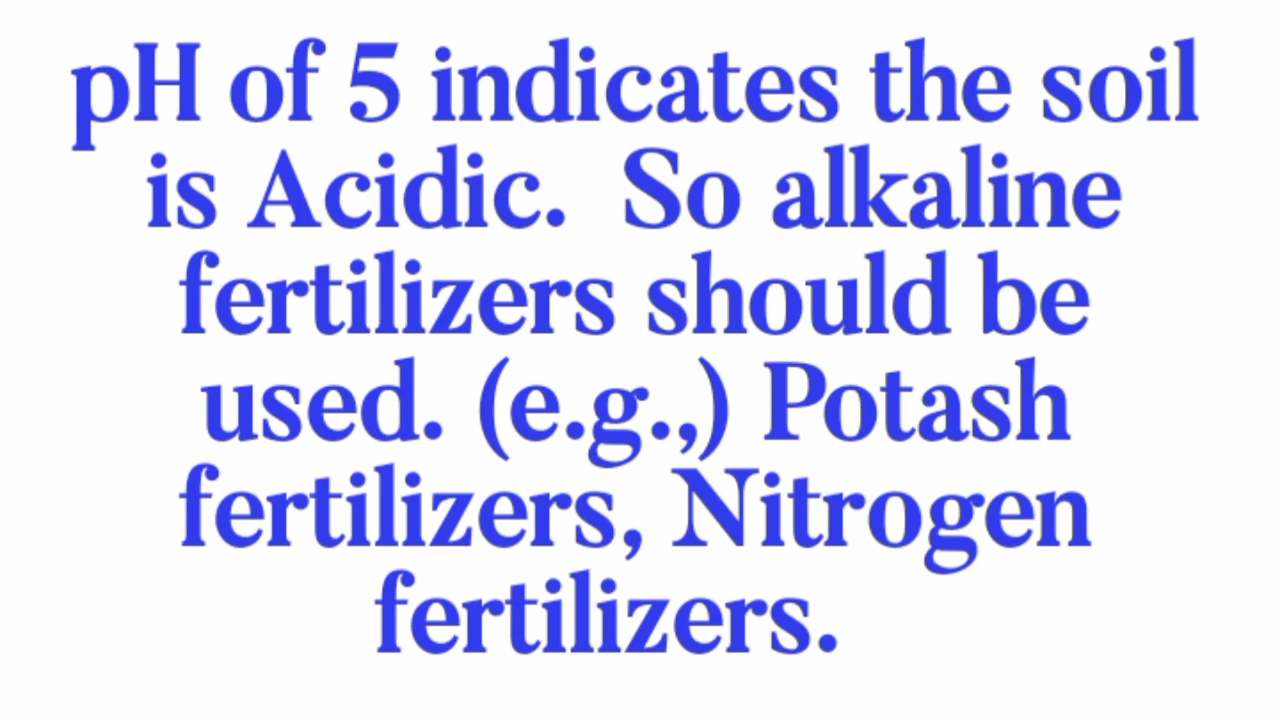 pH of 5 indicates the soil
is Acidic.  So alkaline
fertilizers should be
used. (e.g.,) Potash
fertilizers, Nitrogen
fertilizers.